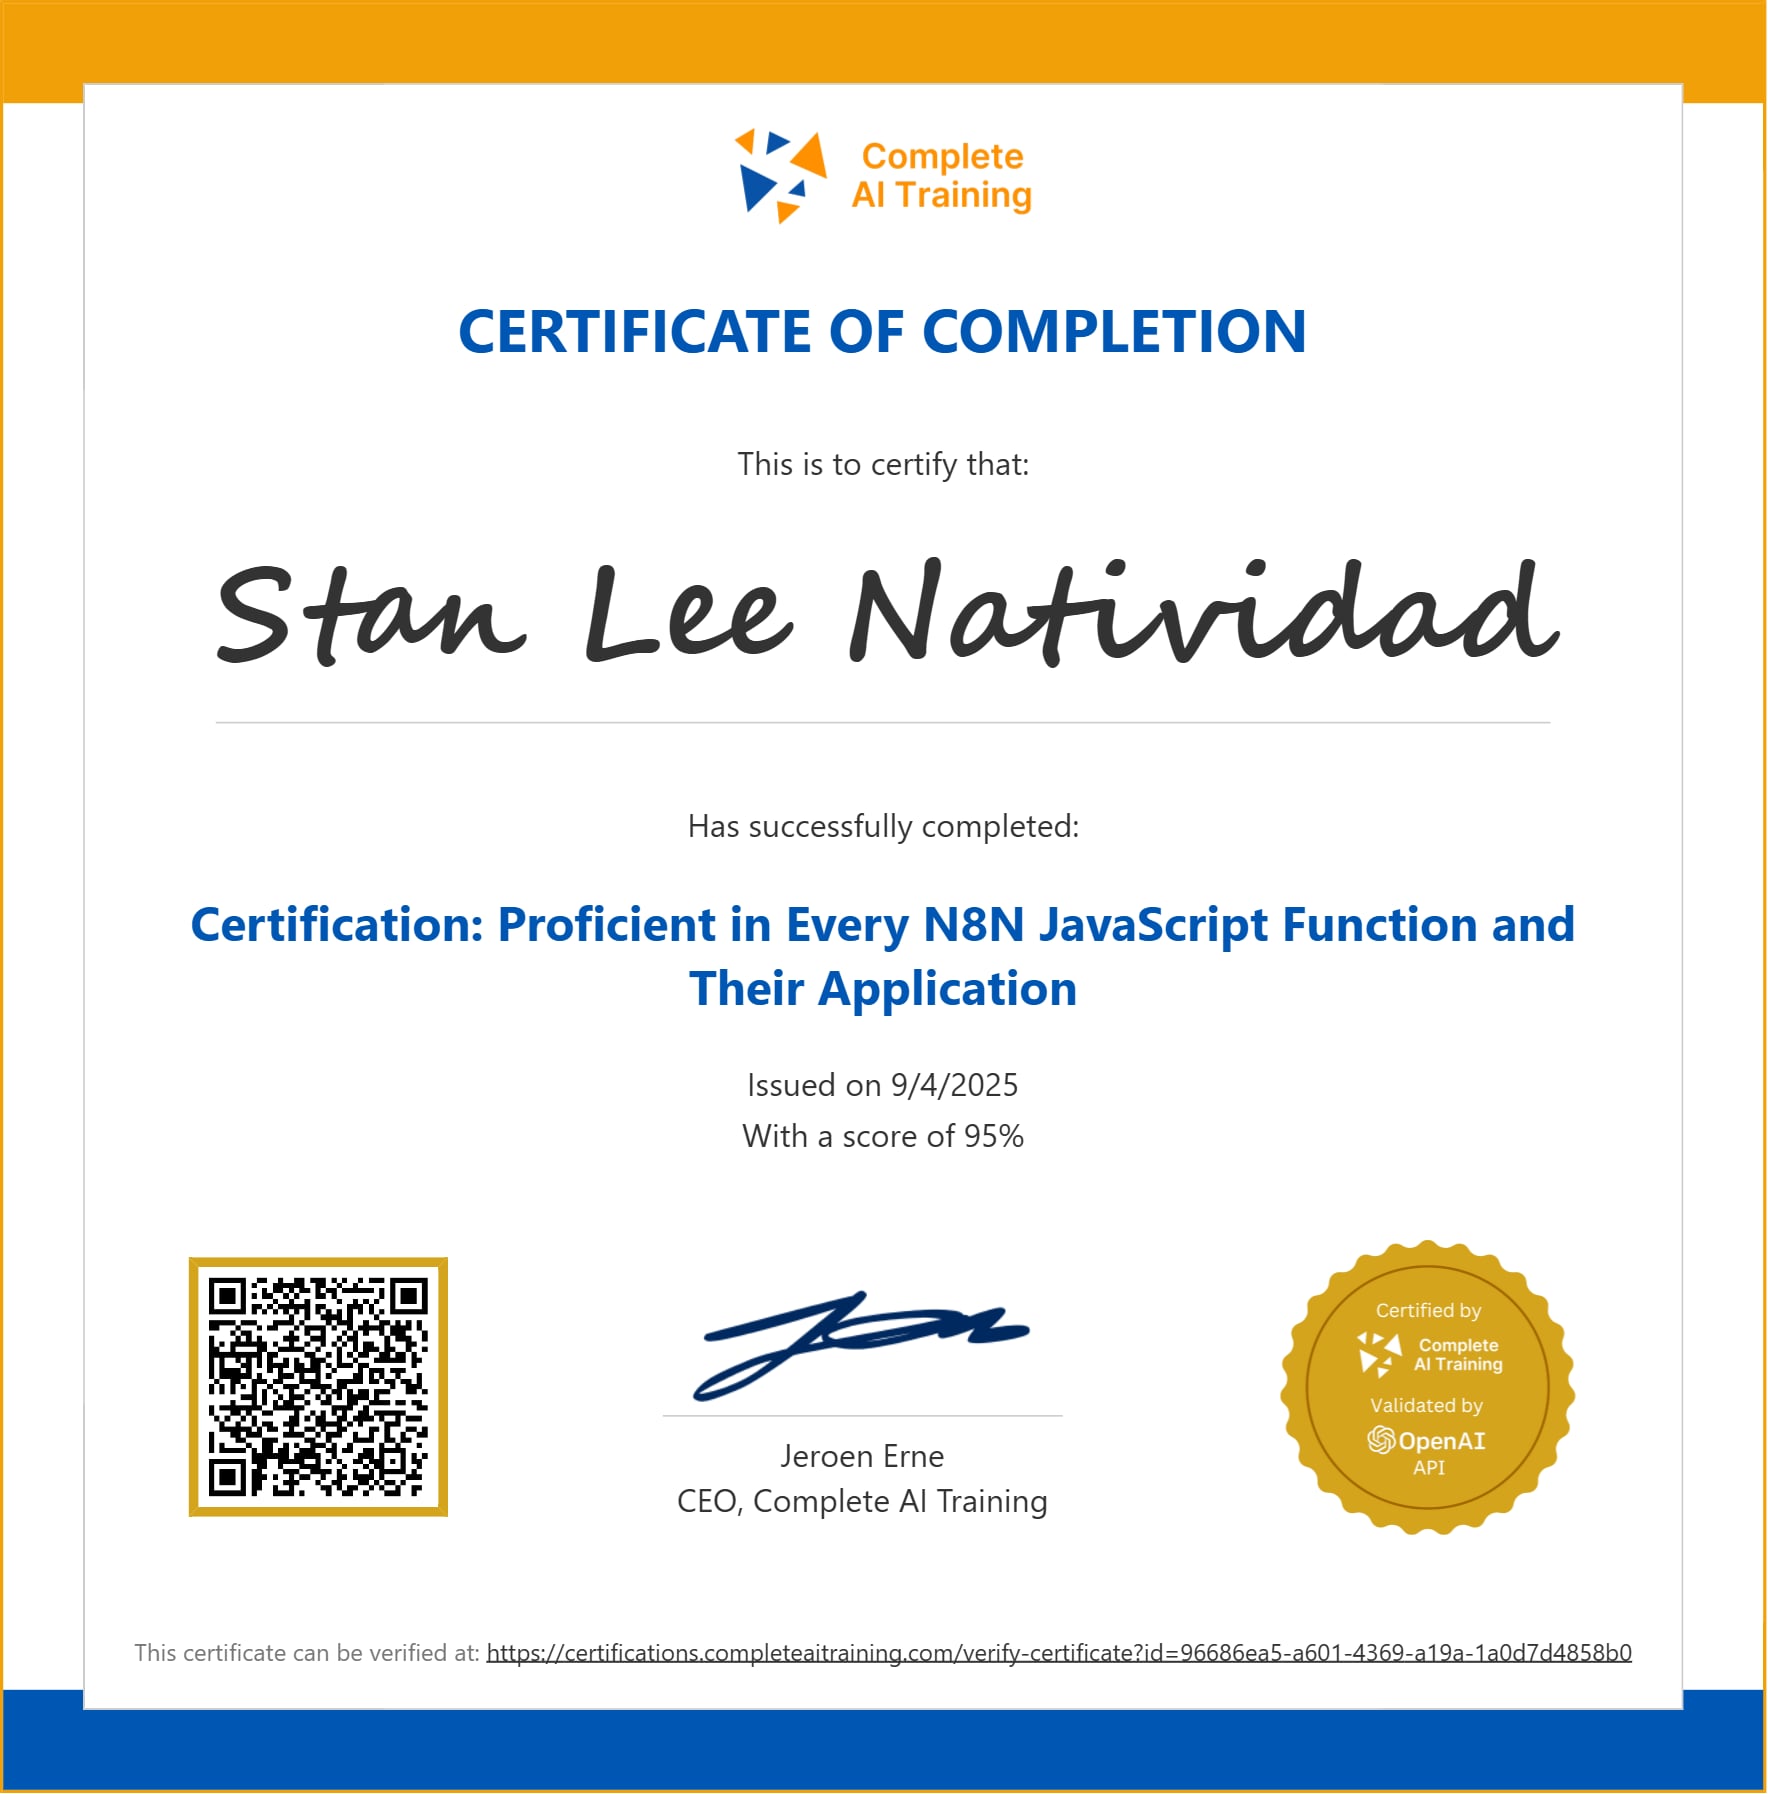 Complete
AI Training
CERTIFICATE OF COMPLETION
This is to certify that:
Stan Lee Natividad
Has successfully completed:
Certification: Proficient in Every N8N JavaScript Function and
Their Application
Issued on 9/4/2025
With a score of 95%
Certified by
Complete
AI Training
Validated by
OpenAI
API
Jeroen Erne
CEO, Complete AI Training
This certificate can be verified at: https://certifications.completeaitraining.com/verify-certificate?id=96686ea5-a601-4369-a19a-1a0d7d4858b0